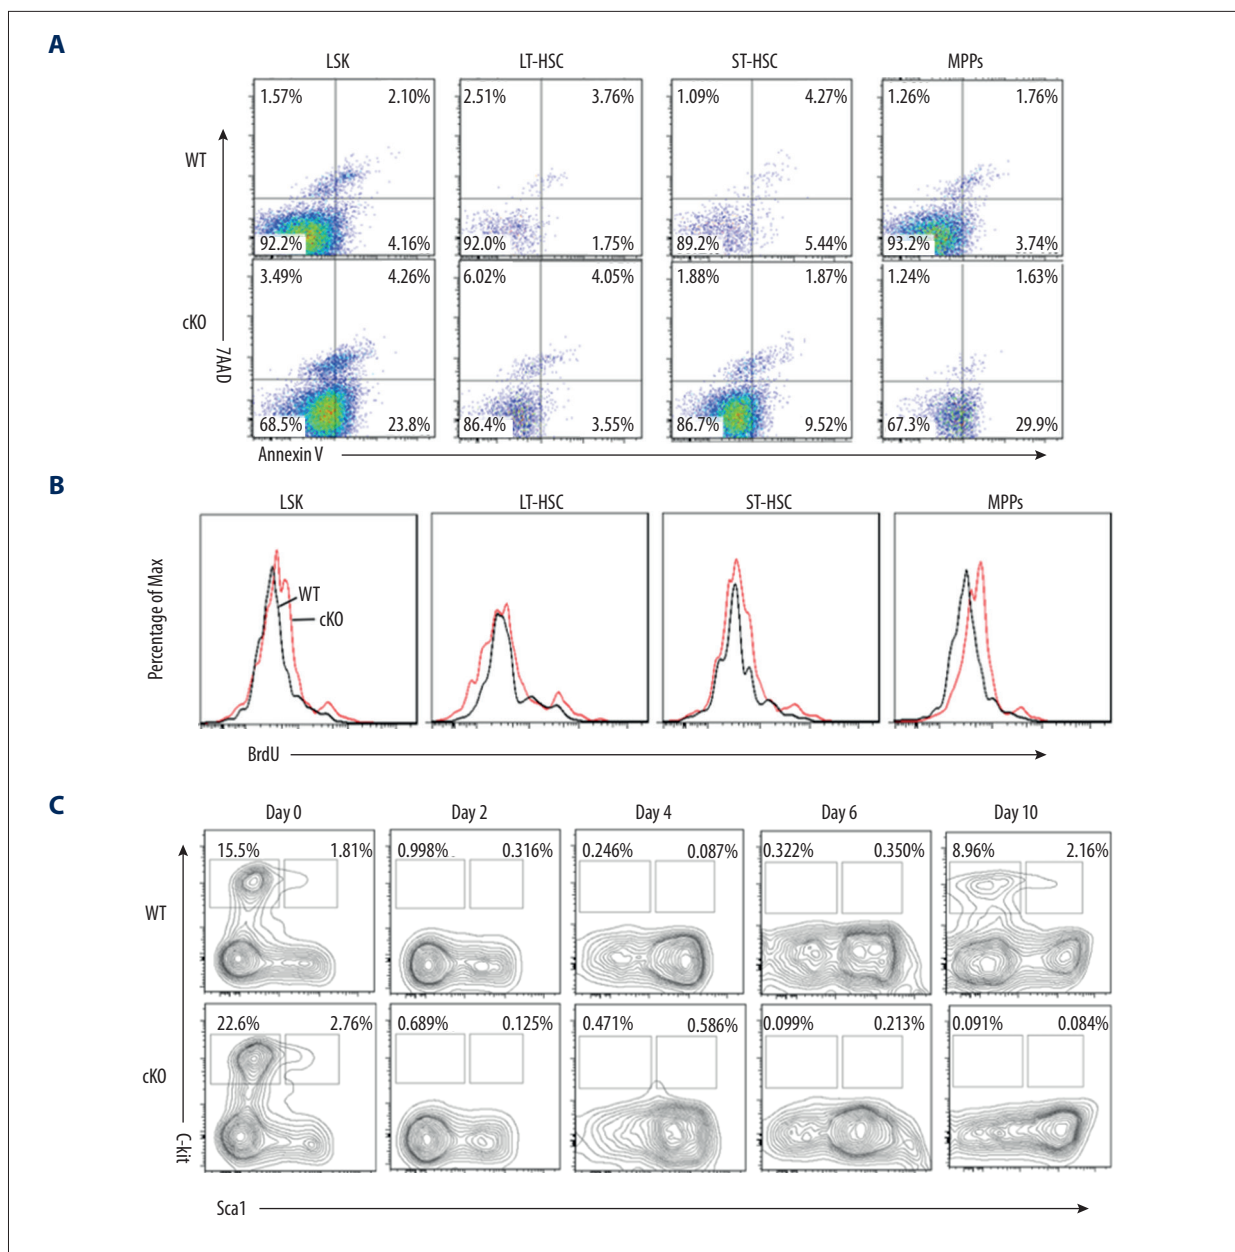 A
LSK LT-HSC ST-HSC MPPs
1.57% 2.10% 2.51% 3.76% 1.09% 4.27% 1.26% 1.76%
WT
92.2% 4.16% 92.0% 1.75% 89.2% 5.44% 93.2% 3.74%
3.49% 4.26% 6.02% 4.05% 1.88% 1.87% 1.24% 1.63%
cKO
7AAD
68.5% 23.8% 86.4% 3.55% 86.7% 9.52% 67.3% 29.9%
Annexin V
B
LSK LT-HSC ST-HSC MPPs
Percentage of Max
WT
cKO
BrdU
C
Day 0 Day 2 Day 4 Day 6 Day 10
15.5% 1.81% 0.998% 0.316% 0.246% 0.087% 0.322% 0.350% 8.96% 2.16%
WT
22.6% 2.76% 0.689% 0.125% 0.471% 0.586% 0.099% 0.213% 0.091% 0.084%
cKO
C-kit
Sca1